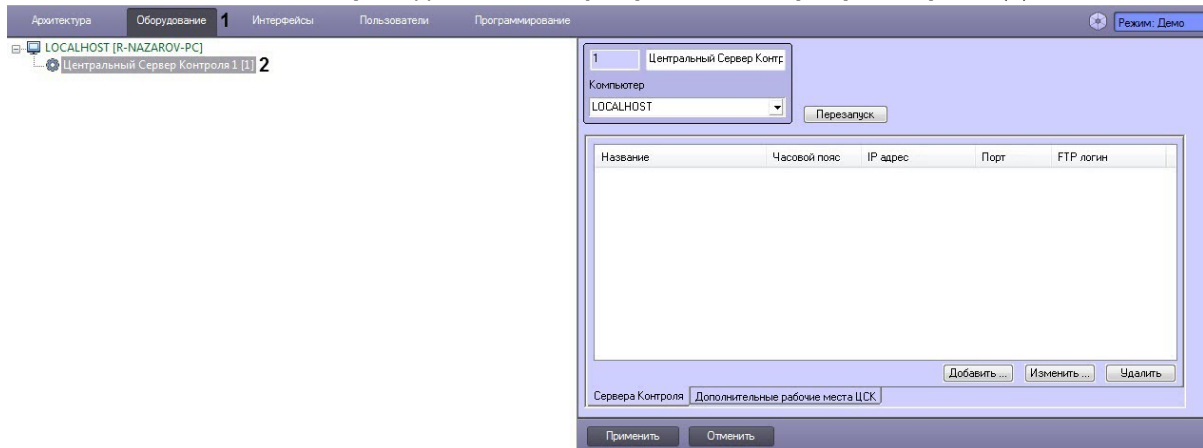 Архитектура Оборудование 1 Интерфейсы Пользователи Программирование Режим: Демо
LOCALHOST [R-NAZAROV-PC]
Центральный Сервер Контроля 1 [1] 2
1 Центральный Сервер Контр
Компьютер
LOCALHOST Перезапуск
Название Часовой пояс IP адрес Порт FTP логин
Добавить ... Изменить ... Удалить
Сервера Контроля Дополнительные рабочие места ЦСК
Применить Отменить